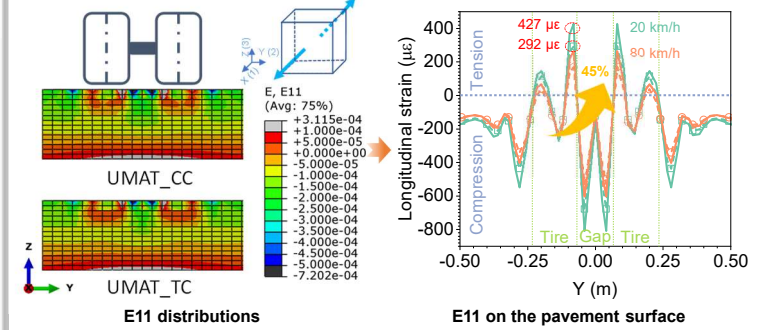 Z (3)
Y (2)
X (1)
E, E11
(Avg: 75%)
+3.115e-04
+1.000e-04
+5.000e-05
+0.000e+00
-5.000e-05
-1.000e-04
-1.500e-04
-2.000e-04
-2.500e-04
-3.000e-04
-3.500e-04
-4.000e-04
-4.500e-04
-5.000e-04
-7.202e-04
UMAT_CC
UMAT_TC
Z
Y
X
E11 distributions
Longitudinal strain (με)
400
200
0
-200
-400
-600
-800
Tension
Compression
427 με
292 με
45%
20 km/h
80 km/h
Tire
Gap
Tire
-0.50
-0.25
0.00
0.25
0.50
Y (m)
E11 on the pavement surface